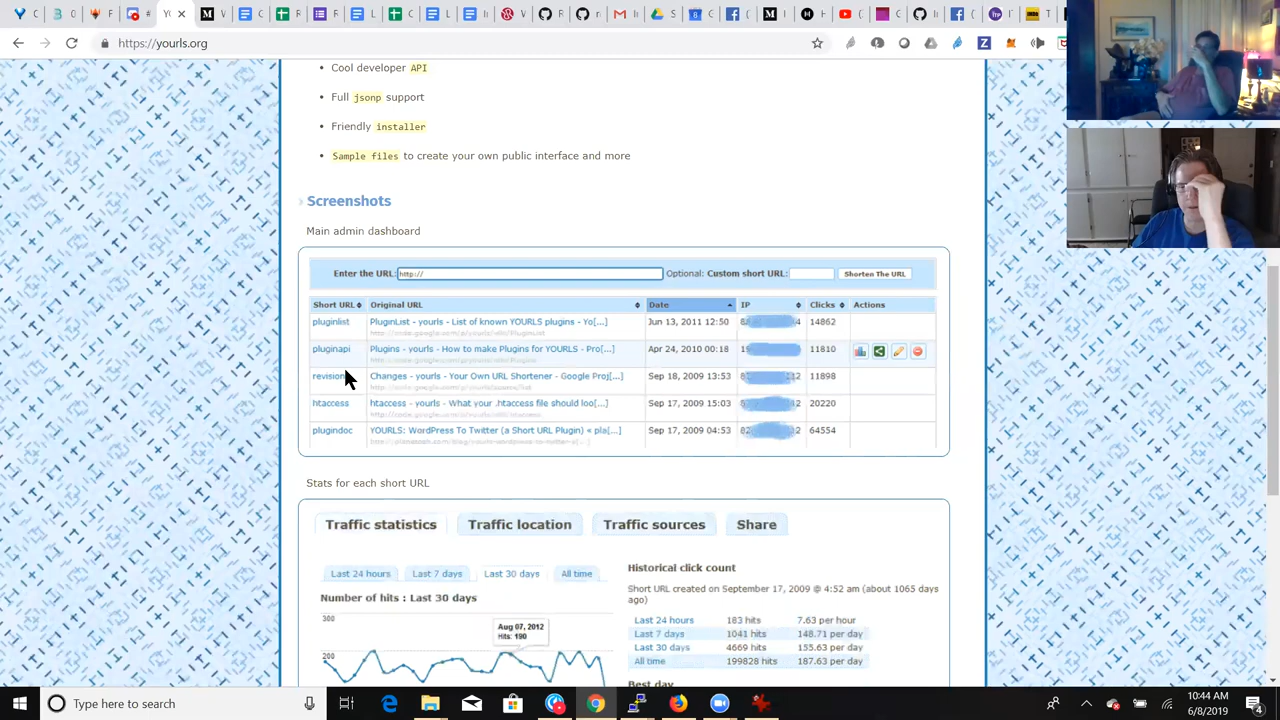 https://yourls.org
Cool developer API
Full jsonp support
Friendly installer
Sample files to create your own public interface and more
Screenshots
Main admin dashboard
Enter the URL: http:// Optional: Custom short URL: Shorten The URL
Short URL Original URL Date IP Clicks Actions
pluginlist PluginList - yourls - List of known YOURLS plugins - Yo[...] Jun 13, 2011 12:50 14862
pluginapi Plugins - yourls - How to make Plugins for YOURLS - Pro[...] Apr 24, 2010 00:18 11810
Changes - yourls - Your Own URL Shortener - Google Proj[...] Sep 18, 2009 13:53 11898
htaccess htaccess - yourls - What your .htaccess file should loo[...] Sep 17, 2009 15:03 20220
plugindoc YOURLS: WordPress To Twitter (a Short URL Plugin) « pla[...] Sep 17, 2009 04:53 64554
Stats for each short URL
Traffic statistics Traffic location Traffic sources Share
Last 24 hours Last 7 days Last 30 days All time
Number of hits : Last 30 days
300
Aug 07, 2012
Hits: 190
200
Historical click count
Short URL created on September 17, 2009 @ 4:52 am (about 1065 days
ago)
Last 24 hours 183 hits 7.63 per hour
Last 7 days 1041 hits 148.71 per day
Last 30 days 4669 hits 155.63 per day
All time 199828 hits 187.63 per day
Best day
Type here to search
10:44 AM
6/8/2019
4